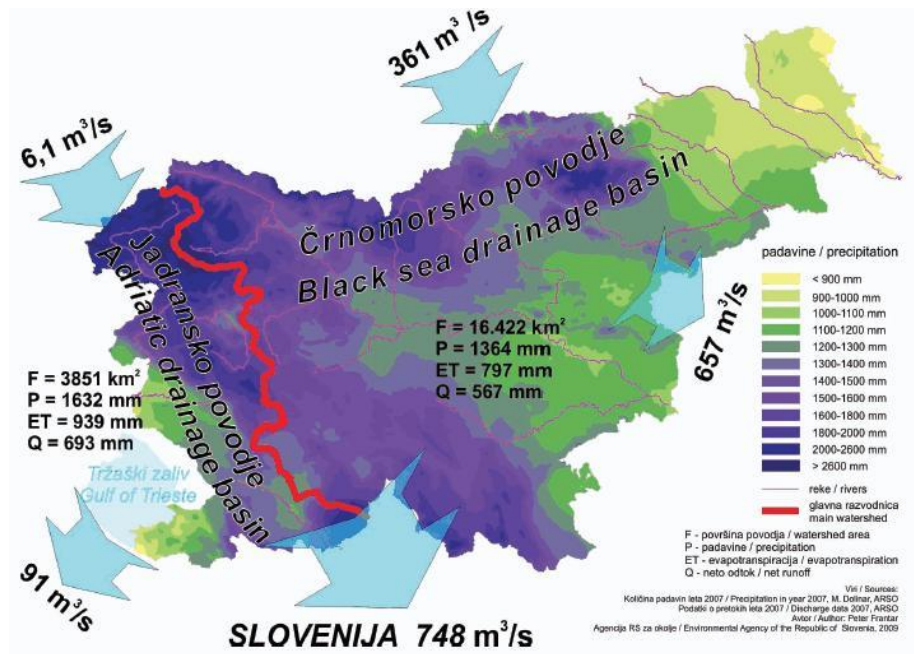 361 m³/s
6,1 m³/s
Črnomorsko povodje
Black sea drainage basin
Jadransko povodje
Adriatic drainage basin
F = 16.422 km²
P = 1364 mm
ET = 797 mm
Q = 567 mm
657 m³/s
F = 3851 km²
P = 1632 mm
ET = 939 mm
Q = 693 mm
Tržaški zaliv
Gulf of Trieste
91 m³/s
SLOVENIJA 748 m³/s
padavine / precipitation
< 900 mm
900-1000 mm
1000-1100 mm
1100-1200 mm
1200-1300 mm
1300-1400 mm
1400-1500 mm
1500-1600 mm
1600-1800 mm
1800-2000 mm
2000-2600 mm
> 2600 mm
reke / rivers
glavna razvodnica
main watershed
F - površina povodja / watershed area
P - padavine / precipitation
ET - evapotranspiracija / evapotranspiration
Q - neto odtok / net runoff
Viri / Sources:
Količina padavin leta 2007 / Precipitation in year 2007, M. Dolinar, ARSO
Podatki o pretokih leta 2007 / Discharge data 2007, ARSO
Avtor / Author: Peter Frantar
Agencija RS za okolje / Environmental Agency of the Republic of Slovenia, 2009